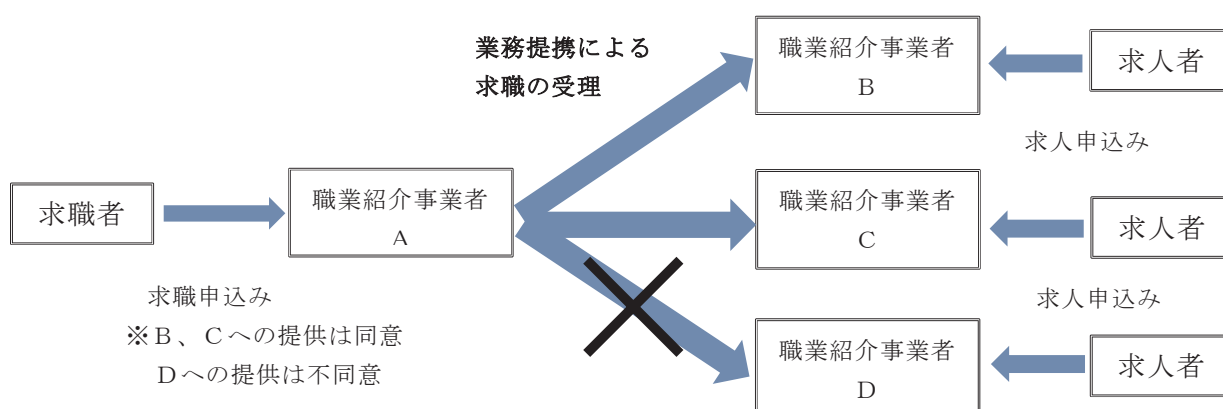 業務提携による
求職の受理
職業紹介事業者
B
求人者
求人申込み
求職者
職業紹介事業者
A
職業紹介事業者
C
求人者
求職申込み
※B、Cへの提供は同意
Dへの提供は不同意
求人申込み
職業紹介事業者
D
求人者